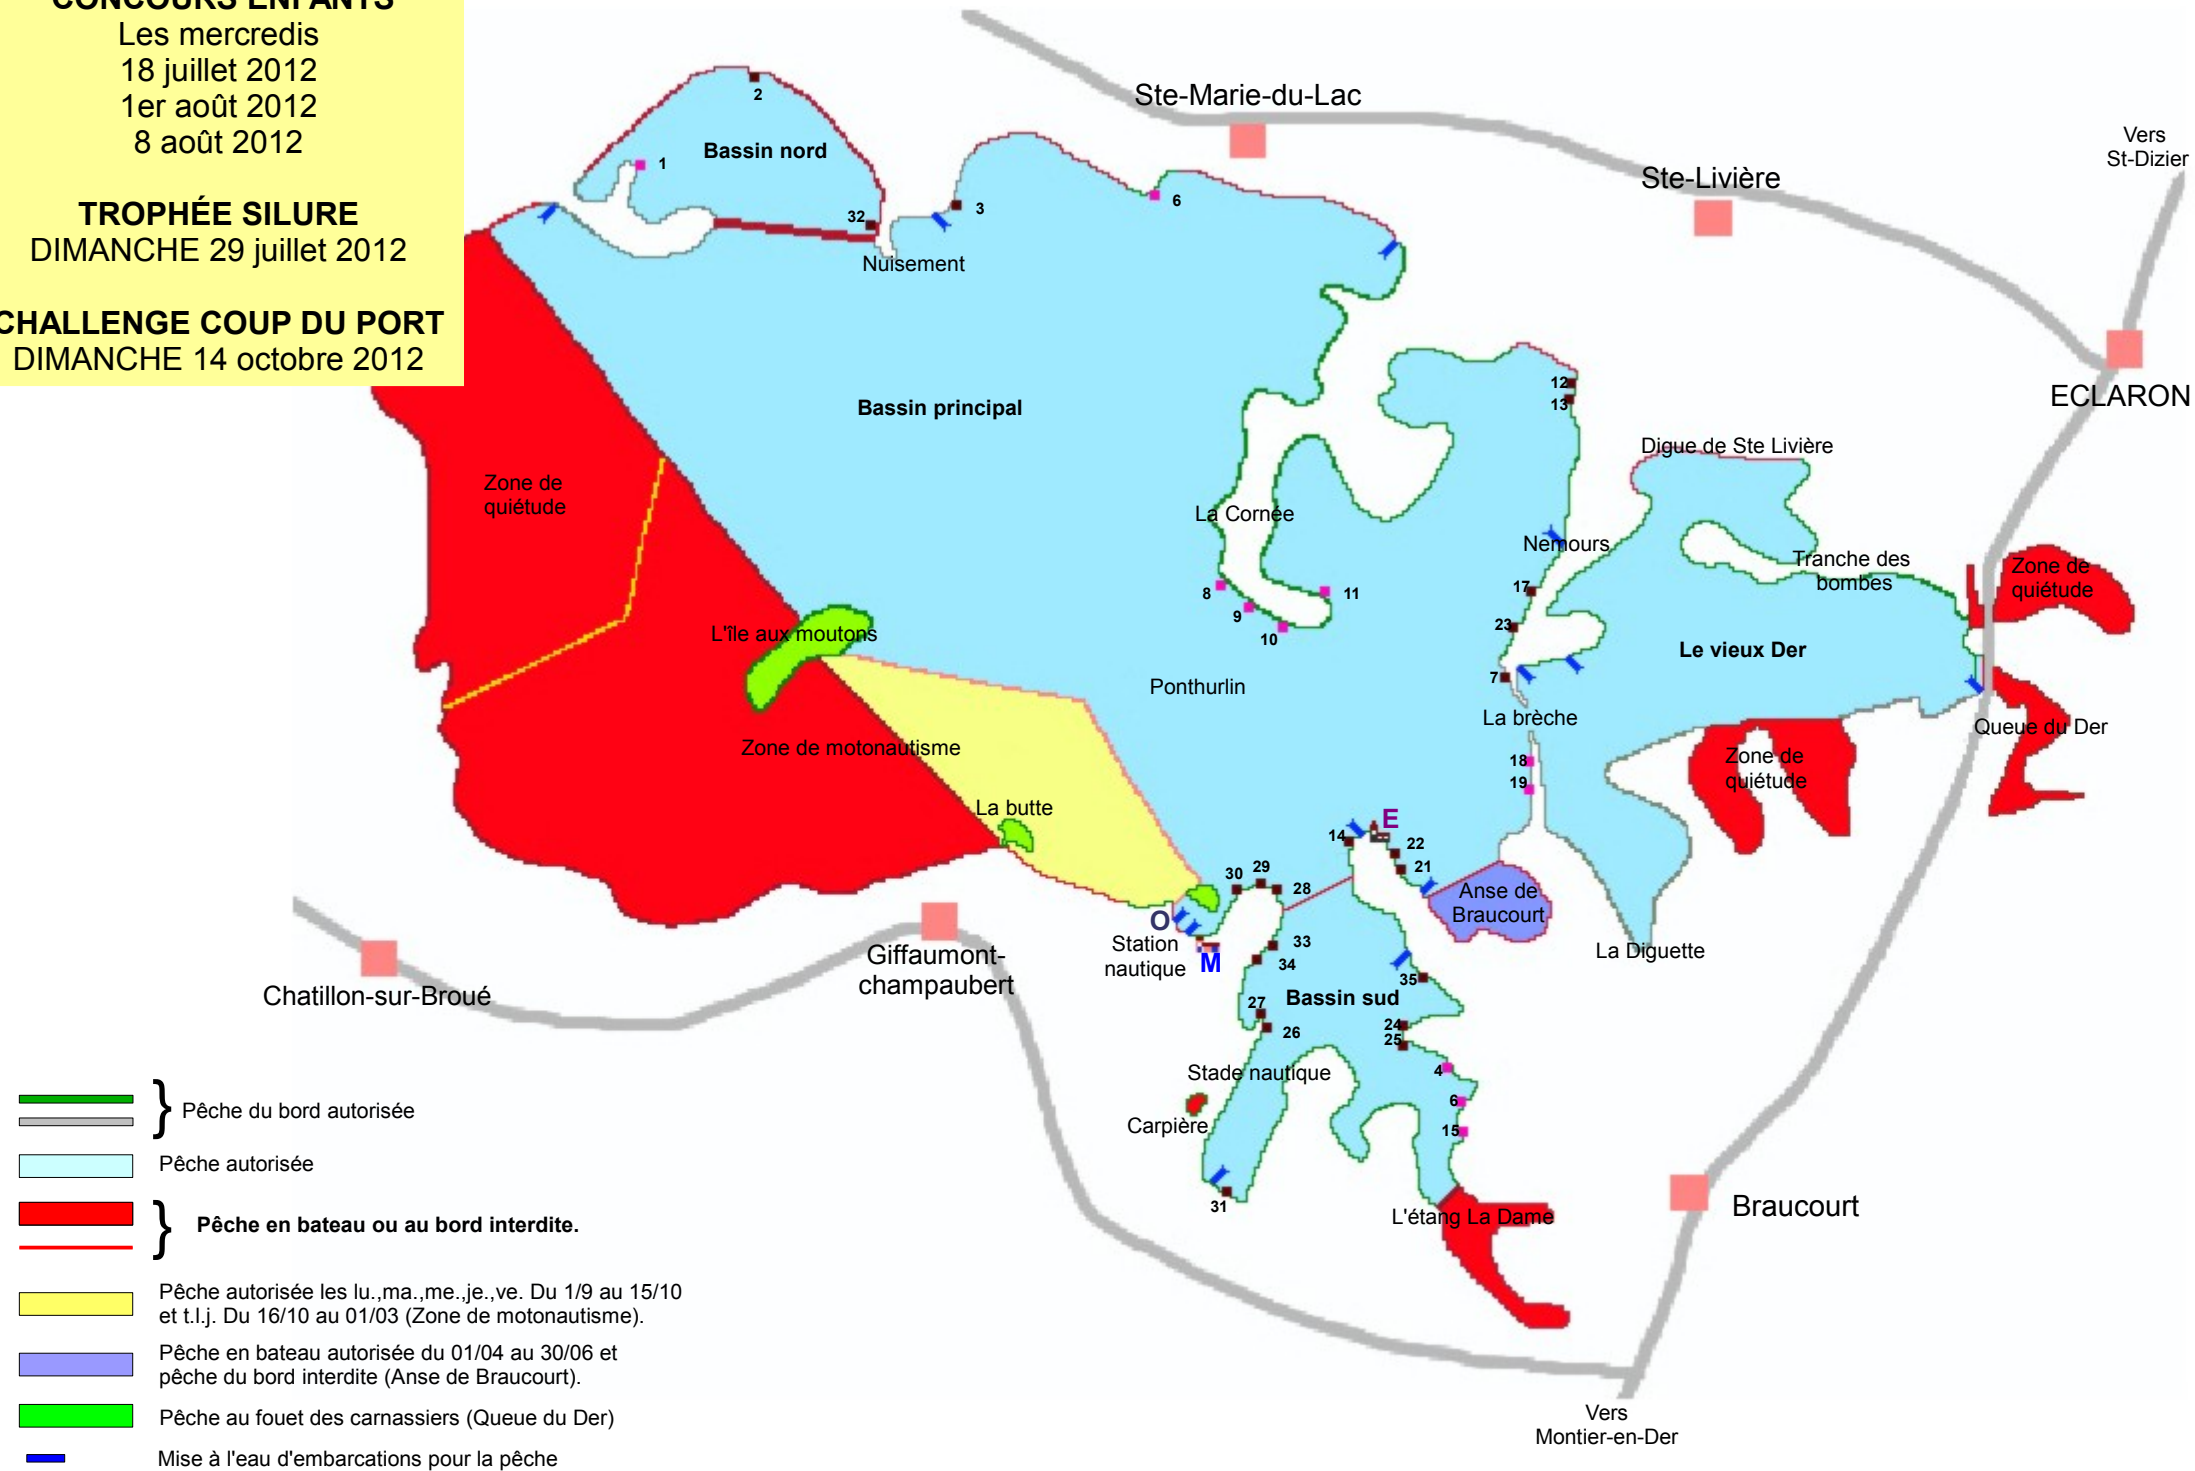 CONCOURS ENFANTS
Les mercredis
18 juillet 2012
1er août 2012
8 août 2012
TROPHÉE SILURE
DIMANCHE 29 juillet 2012
CHALLENGE COUP DU PORT
DIMANCHE 14 octobre 2012
Ste-Marie-du-Lac
Vers
St-Dizier
Ste-Livière
ECLARON
2
Bassin nord
1
32
3
6
Nuisement
Bassin principal
12
13
Digue de Ste Livière
Zone de
quiétude
La Cornée
Nemours
Tranche des
bombes
Zone de
quiétude
8
9
10
11
17
23
7
L'île aux moutons
Le vieux Der
Ponthurlin
La brèche
Queue du Der
Zone de motonautisme
18
19
Zone de
quiétude
La butte
E
14
22
21
30
29
28
Anse de
Braucourt
O
Station
nautique
M
33
34
La Diguette
Giffaumont-
champaubert
Chatillon-sur-Broué
35
27
Bassin sud
26
24
25
Stade nautique
4
6
15
Carpière
31
L'étang La Dame
Braucourt
Vers
Montier-en-Der
} Pêche du bord autorisée
Pêche autorisée
} Pêche en bateau ou au bord interdite.
Pêche autorisée les lu.,ma.,me.,je.,ve. Du 1/9 au 15/10
et t.l.j. Du 16/10 au 01/03 (Zone de motonautisme).
Pêche en bateau autorisée du 01/04 au 30/06 et
pêche du bord interdite (Anse de Braucourt).
Pêche au fouet des carnassiers (Queue du Der)
Mise à l'eau d'embarcations pour la pêche